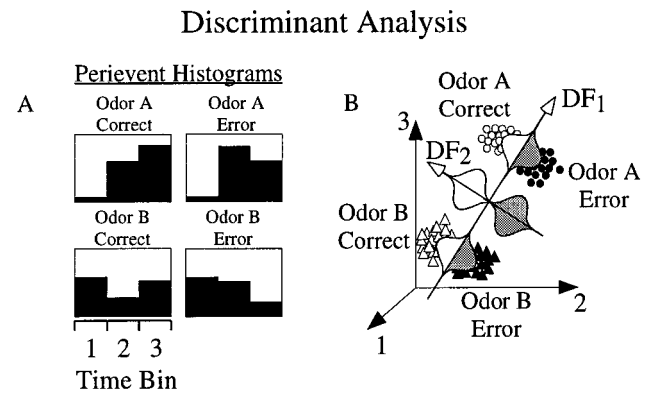 Discriminant Analysis
Perievent Histograms
A
Odor A
Correct
Odor A
Error
Odor B
Correct
Odor B
Error
1 2 3
Time Bin
B
Odor A
Correct
DF1
3
DF2
Odor A
Error
Odor B
Correct
2
Odor B
Error
1